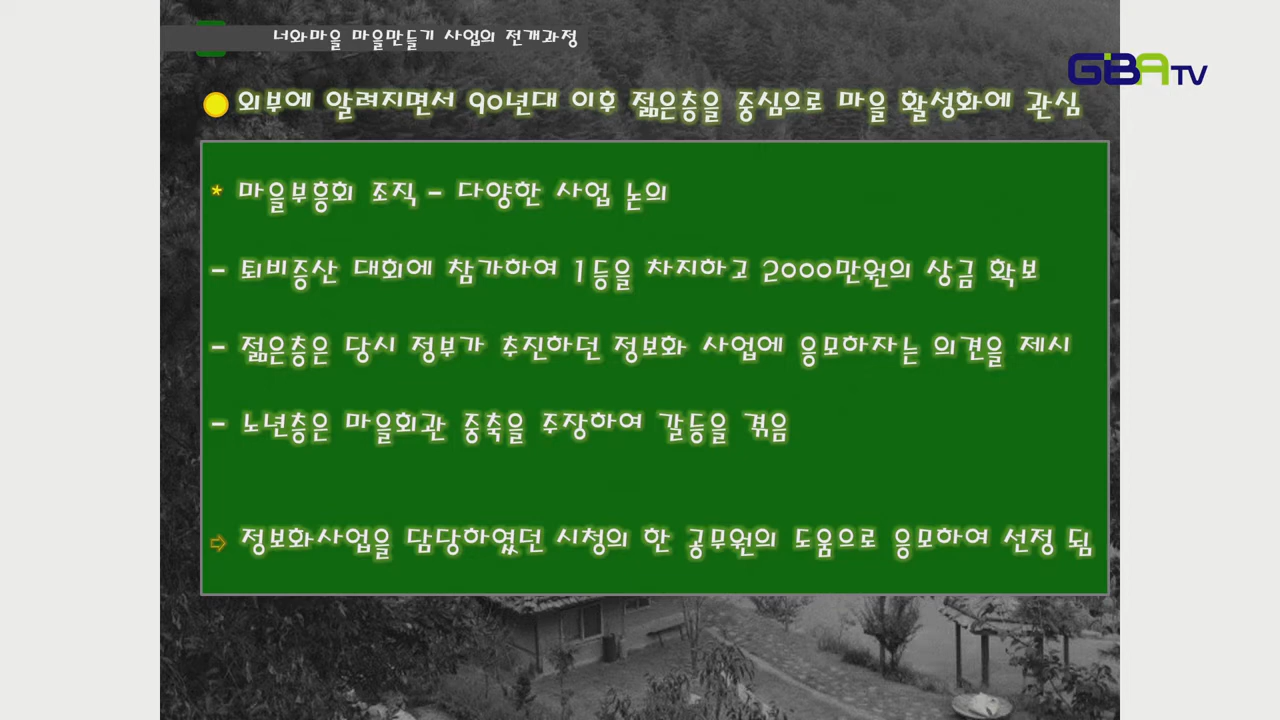 너와마을 마을만들기 사업의 전개과정
GBATV
외부에 알려지면서 90년대 이후 젊은층을 중심으로 마을 활성화에 관심
* 마을부흥회 조직 - 다양한 사업 논의
- 퇴비증산 대회에 참가하여 1등을 차지하고 2000만원의 상금 확보
- 젊은층은 당시 정부가 추진하던 정보화 사업에 응모하자는 의견을 제시
- 노년층은 마을회관 중축을 주장하여 갈등을 겪음
⇨ 정보화사업을 담당하였던 시청의 한 공무원의 도움으로 응모하여 선정 됨